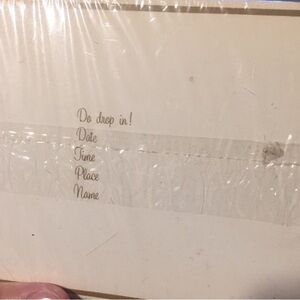 Do drop in!
Date
Time
Place
Name